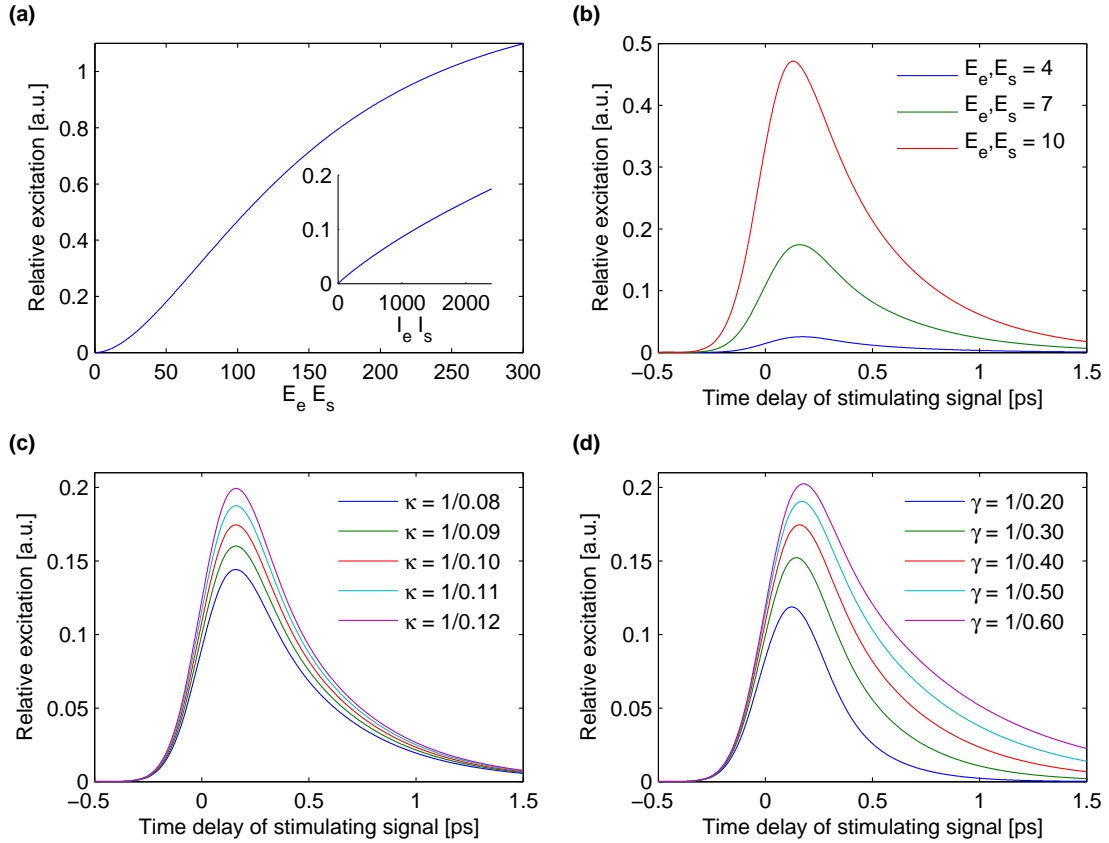 (a)
Relative excitation [a.u.]
1
0.8
0.6
0.4
0.2
0
0 50 100 150 200 250 300
E_e E_s
0.2
0.1
0
0 1000 2000
I_e I_s
(b)
Relative excitation [a.u.]
0.5
0.4
0.3
0.2
0.1
0
−0.5 0 0.5 1 1.5
Time delay of stimulating signal [ps]
E_e,E_s = 4
E_e,E_s = 7
E_e,E_s = 10
(c)
Relative excitation [a.u.]
0.2
0.15
0.1
0.05
0
−0.5 0 0.5 1 1.5
Time delay of stimulating signal [ps]
κ = 1/0.08
κ = 1/0.09
κ = 1/0.10
κ = 1/0.11
κ = 1/0.12
(d)
Relative excitation [a.u.]
0.2
0.15
0.1
0.05
0
−0.5 0 0.5 1 1.5
Time delay of stimulating signal [ps]
γ = 1/0.20
γ = 1/0.30
γ = 1/0.40
γ = 1/0.50
γ = 1/0.60